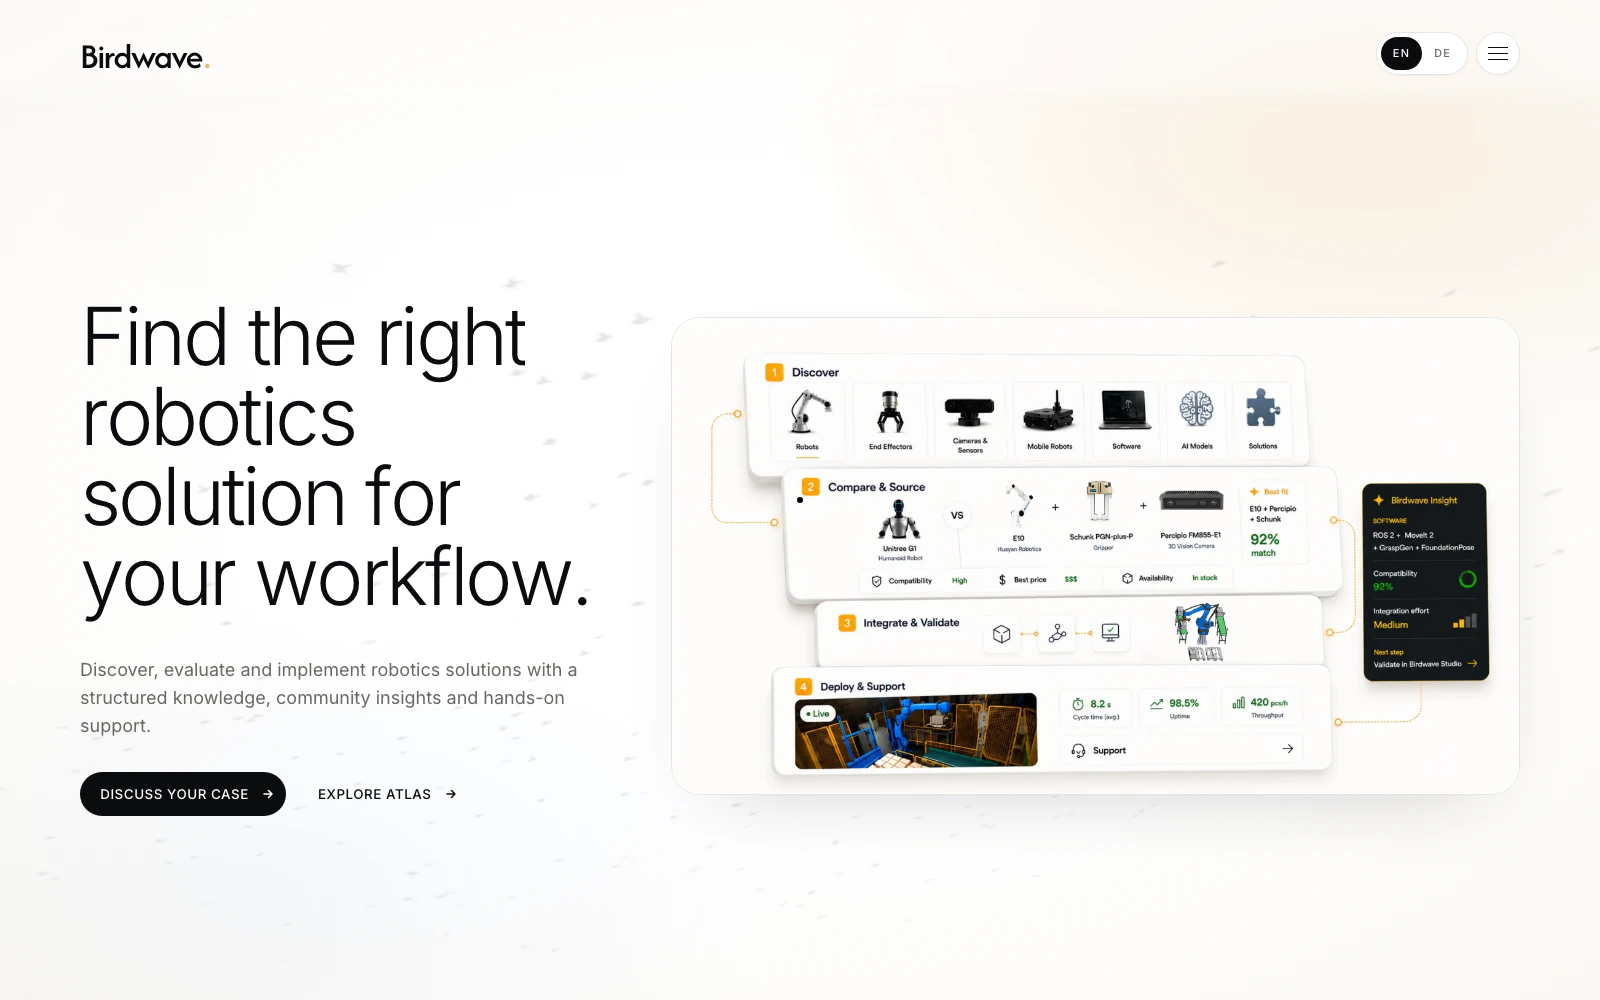 Birdwave.
EN DE
Find the right
robotics
solution for
your workflow.
Discover, evaluate and implement robotics solutions with a
structured knowledge, community insights and hands-on
support.
DISCUSS YOUR CASE →
EXPLORE ATLAS →
1 Discover
Robots
End Effectors
Cameras &
Sensors
Mobile Robots
Software
AI Models
Solutions
2 Compare & Source
Unitree G1
Humanoid Robot
VS
E10
Huayan Robotics
+
Schunk PGN-plus-P
Gripper
+
Percipio FM855-E1
3D Vision Camera
Best fit
E10 + Percipio
+ Schunk
92%
match
Compatibility High
$ Best price $$$
Availability In stock
3 Integrate & Validate
4 Deploy & Support
Live
8.2 s
Cycle time (avg.)
98.5%
Uptime
420 pcs/h
Throughput
Support →
Birdwave Insight
SOFTWARE
ROS 2 + MoveIt 2
+ GraspGen + FoundationPose
Compatibility
92%
Integration effort
Medium
Next step
Validate in Birdwave Studio →